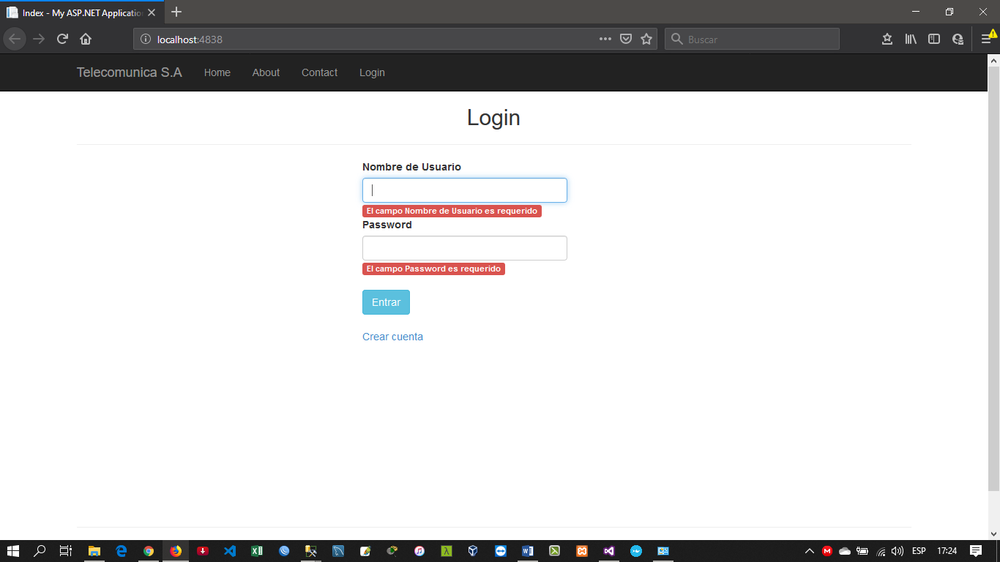 Index - My ASP.NET Applicatio
localhost:4838
Buscar
Telecomunica S.A Home About Contact Login
Login
Nombre de Usuario
El campo Nombre de Usuario es requerido
Password
El campo Password es requerido
Entrar
Crear cuenta
ESP 17:24